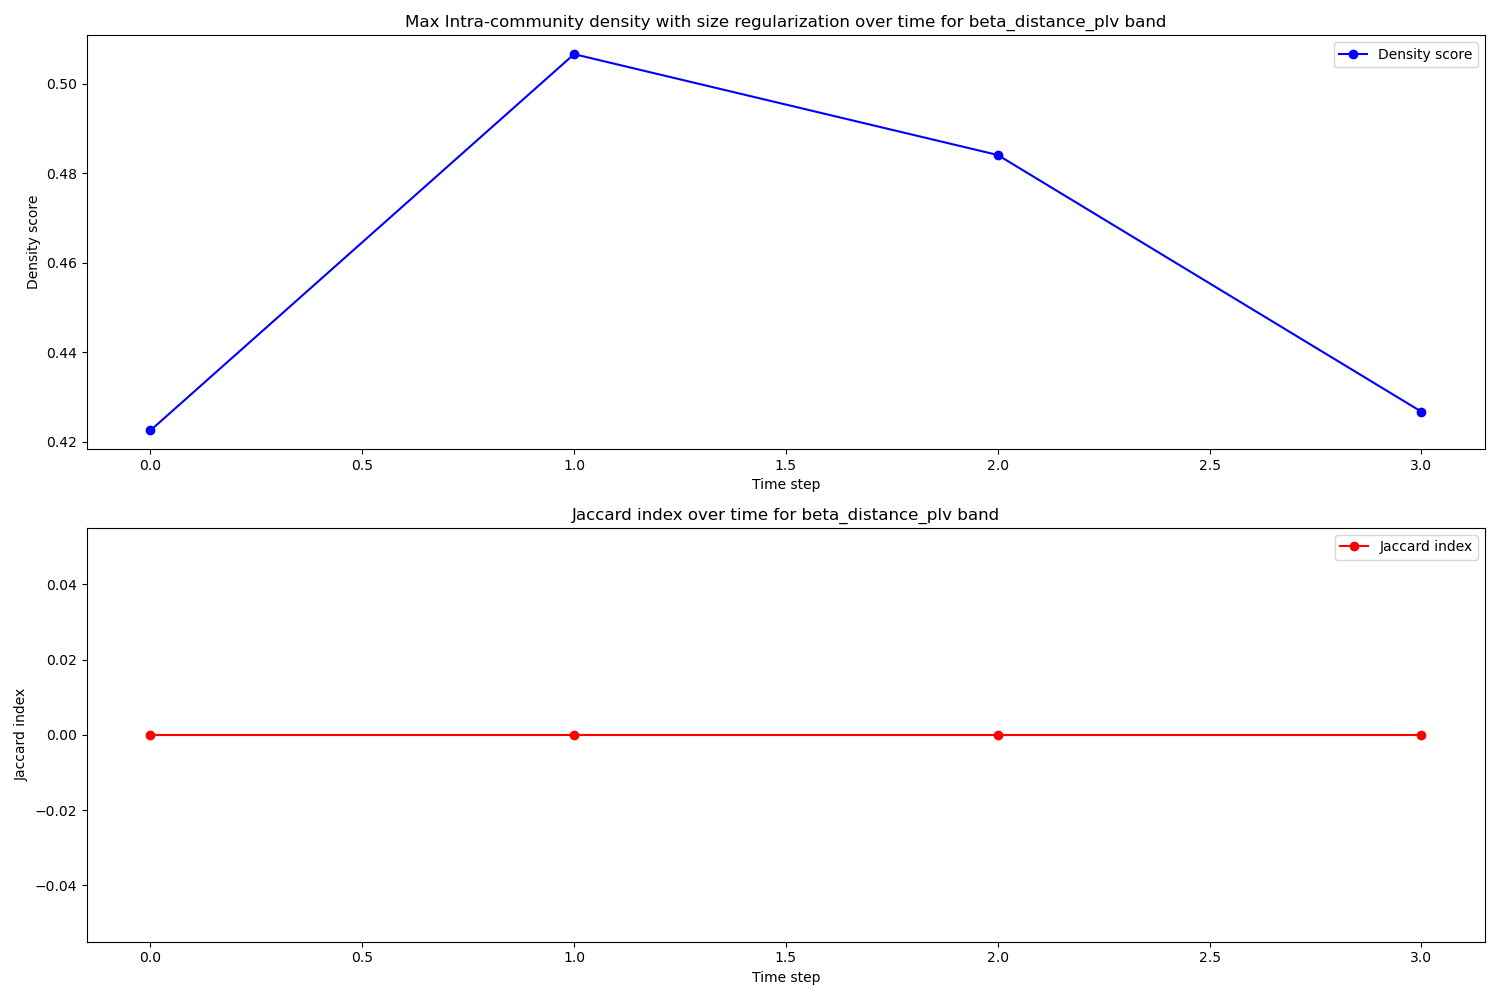 Max Intra-community density with size regularization over time for beta_distance_plv band
Density score
0.50
0.48
0.46
0.44
0.42
Density score
0.0 0.5 1.0 1.5 2.0 2.5 3.0
Time step
Jaccard index over time for beta_distance_plv band
Jaccard index
0.04
0.02
0.00
−0.02
−0.04
Jaccard index
0.0 0.5 1.0 1.5 2.0 2.5 3.0
Time step